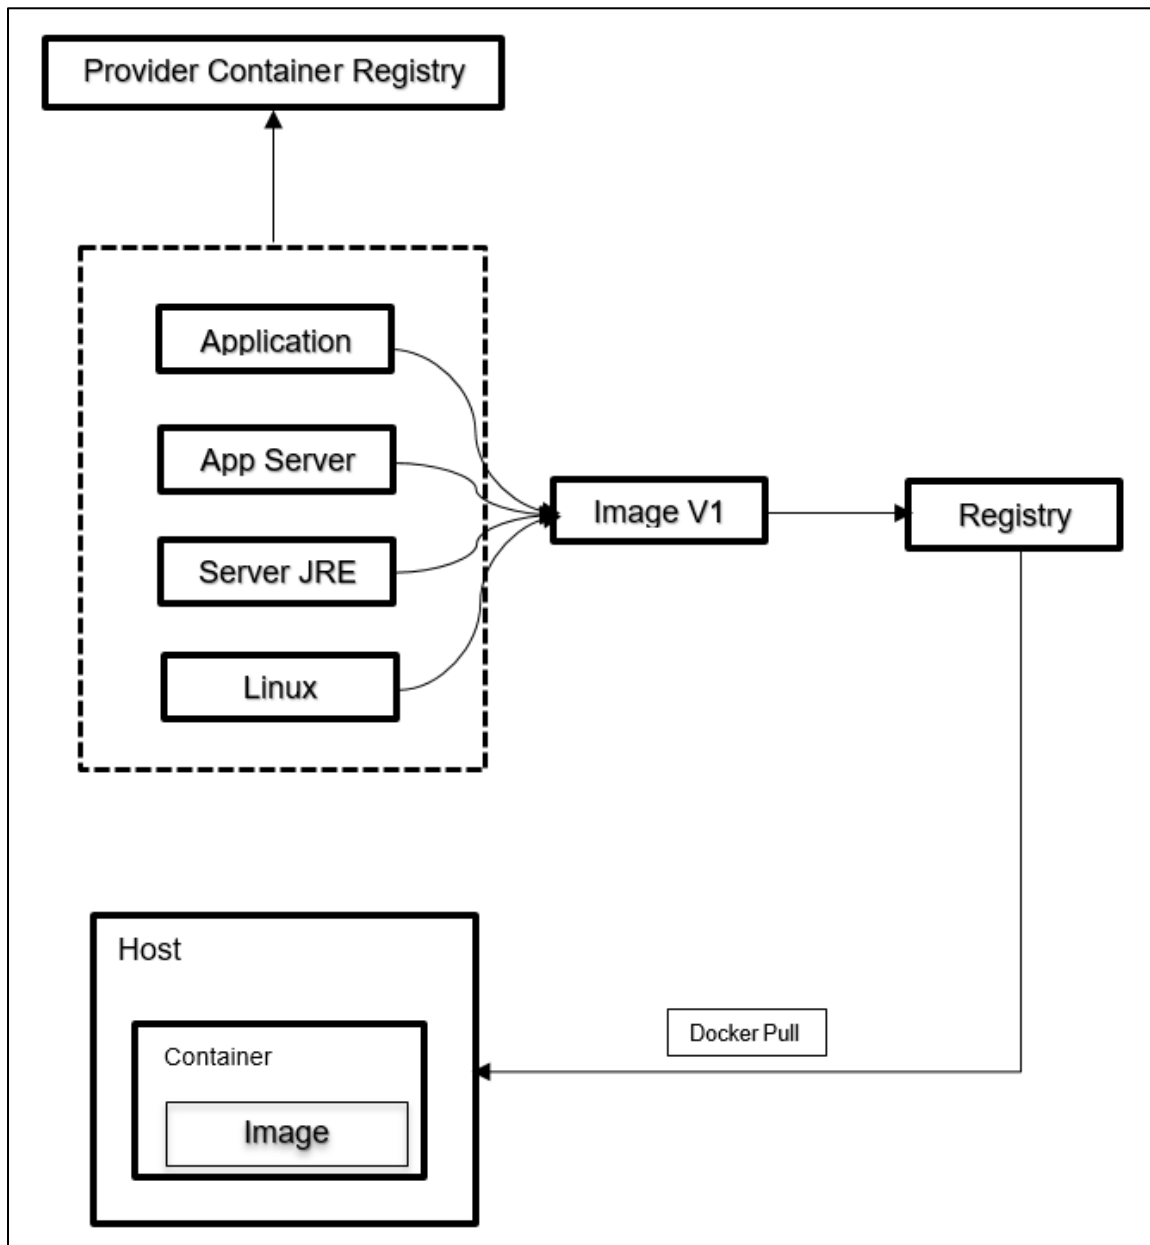 Provider Container Registry
Application
App Server
Server JRE
Linux
Image V1
Registry
Host
Container
Image
Docker Pull